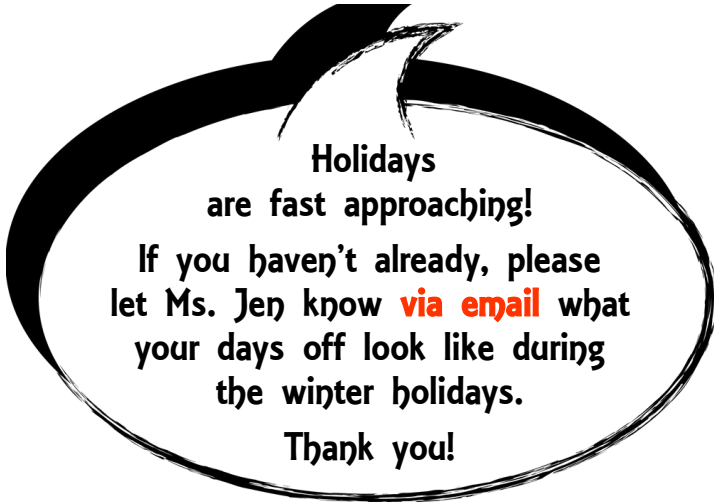 Holidays
are fast approaching!
If you haven't already, please
let Ms. Jen know via email what
your days off look like during
the winter holidays.
Thank you!